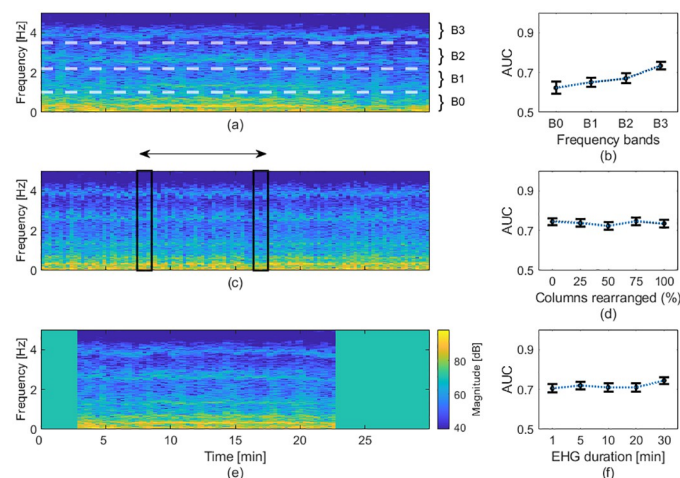 Frequency [Hz]
4
2
0
} B3
} B2
} B1
} B0
(a)
AUC
0.9
0.7
0.5
B0 B1 B2 B3
Frequency bands
(b)
Frequency [Hz]
4
2
0
(c)
AUC
0.9
0.7
0.5
0 25 50 75 100
Columns rearranged (%)
(d)
Frequency [Hz]
4
2
0
0 5 10 15 20 25
Time [min]
(e)
80
60
40
Magnitude [dB]
AUC
0.9
0.7
0.5
1 5 10 20 30
EHG duration [min]
(f)